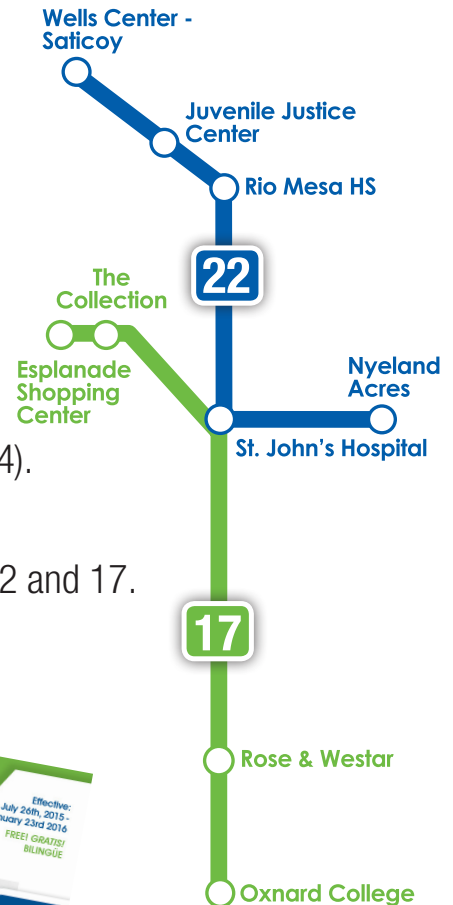 Wells Center -
Saticoy
Juvenile Justice
Center
Rio Mesa HS
22
The
Collection
Esplanade
Shopping
Center
Nyeland
Acres
St. John's Hospital
4).
2 and 17.
17
Rose & Westar
Effective:
July 26th, 2015 -
nuary 23rd 2016
FREE! GRATIS!
BILINGÜE
Oxnard College